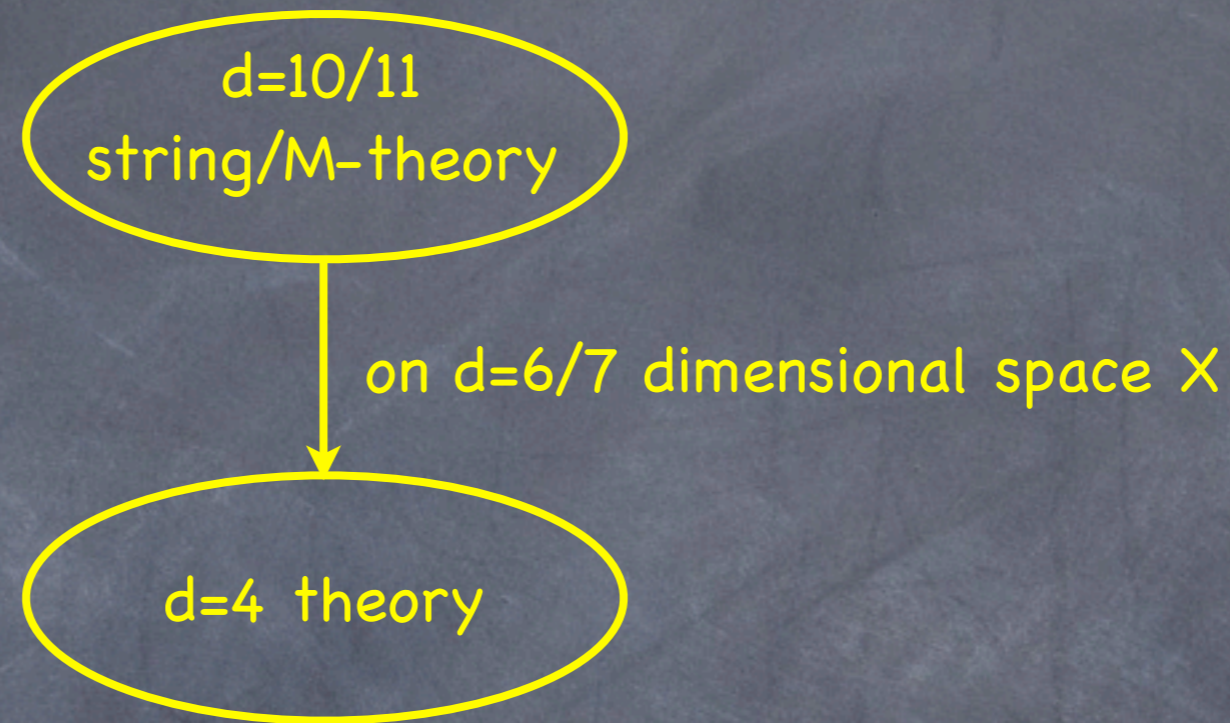 d=10/11
string/M-theory
on d=6/7 dimensional space X
d=4 theory